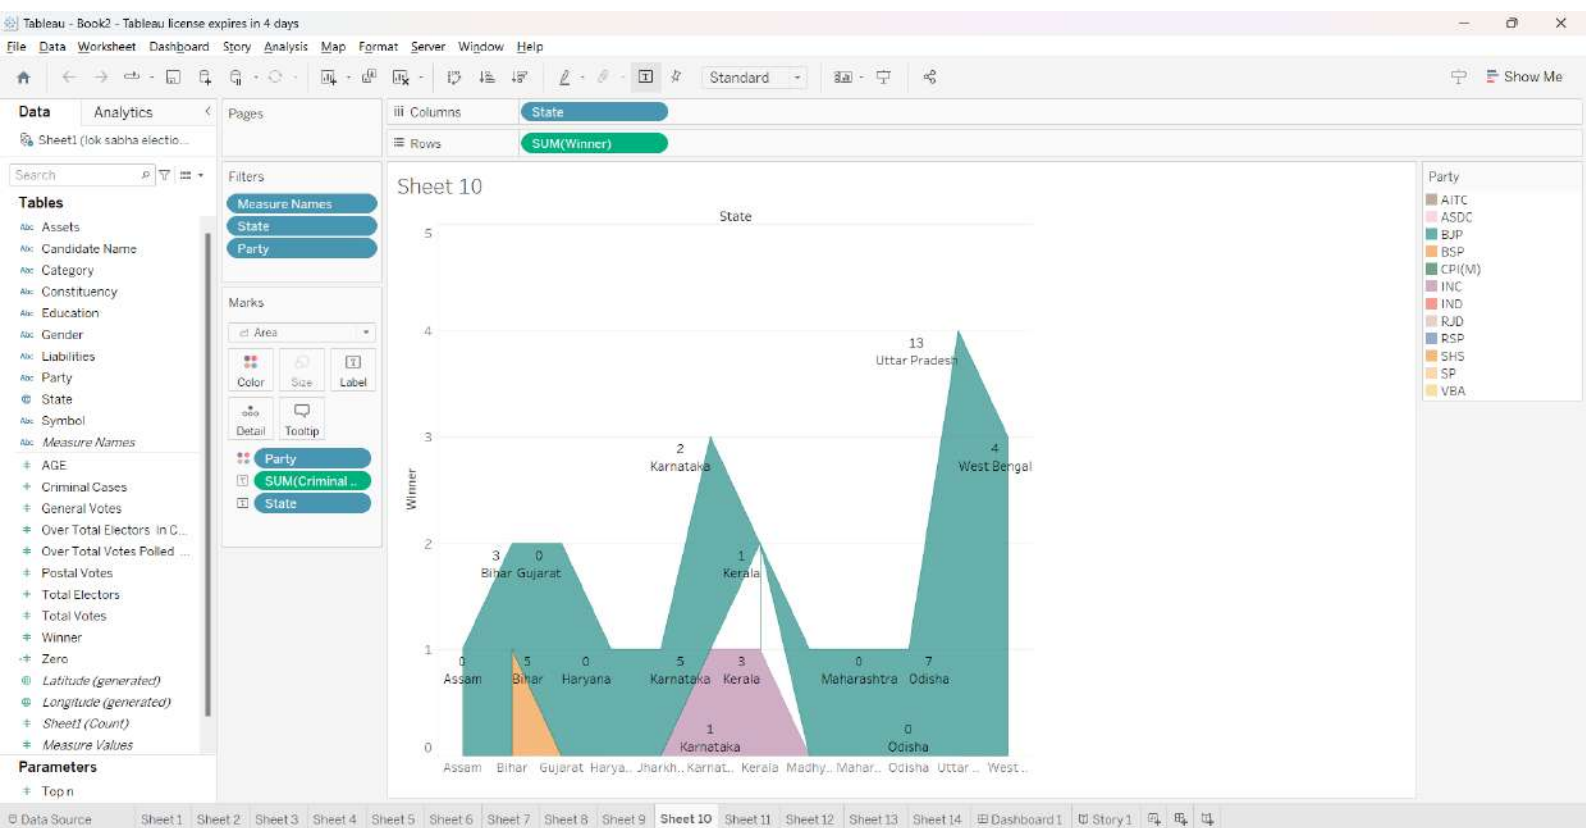 Tableau - Book2 - Tableau license expires in 4 days
File Data Worksheet Dashboard Story Analysis Map Format Server Window Help
Standard
Show Me
Data Analytics
Sheet1 (lok sabha electio...
Search
Tables
Abc Assets
Abc Candidate Name
Abc Category
Abc Constituency
Abc Education
Abc Gender
Abc Liabilities
Abc Party
State
Abc Symbol
Abc Measure Names
AGE
Criminal Cases
General Votes
Over Total Electors In C...
Over Total Votes Polled ...
Postal Votes
Total Electors
Total Votes
Winner
Zero
Latitude (generated)
Longitude (generated)
Sheet1 (Count)
Measure Values
Parameters
Top n
Pages
Filters
Measure Names
State
Party
Marks
Area
Color Size Label
Detail Tooltip
Party
SUM(Criminal ..
State
Columns State
Rows SUM(Winner)
Sheet 10
State
5
4
3
2
1
0
Winner
13
Uttar Pradesh
2
Karnataka
4
West Bengal
3 0
Bihar Gujarat
1
Kerala
0 5 0 5 3 0 7
Assam Bihar Haryana Karnataka Kerala Maharashtra Odisha
1 0
Karnataka Odisha
Assam Bihar Gujarat Harya.. Jharkh.. Karnat.. Kerala Madhy.. Mahar.. Odisha Uttar .. West ..
Party
AITC
ASDC
BJP
BSP
CPI(M)
INC
IND
RJD
RSP
SHS
SP
VBA
Data Source Sheet 1 Sheet 2 Sheet 3 Sheet 4 Sheet 5 Sheet 6 Sheet 7 Sheet 8 Sheet 9 Sheet 10 Sheet 11 Sheet 12 Sheet 13 Sheet 14 Dashboard 1 Story 1